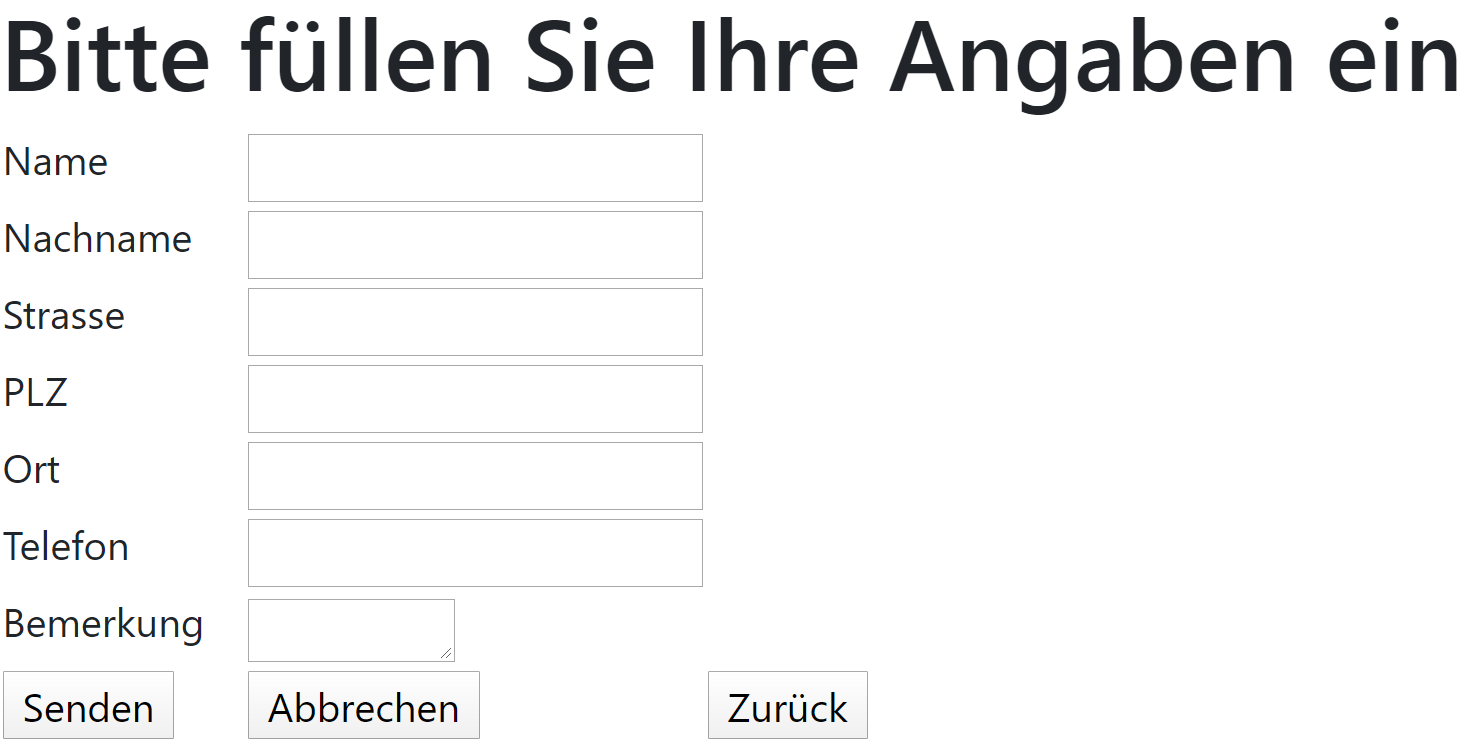 Bitte füllen Sie Ihre Angaben ein
Name
Nachname
Strasse
PLZ
Ort
Telefon
Bemerkung
Senden Abbrechen Zurück